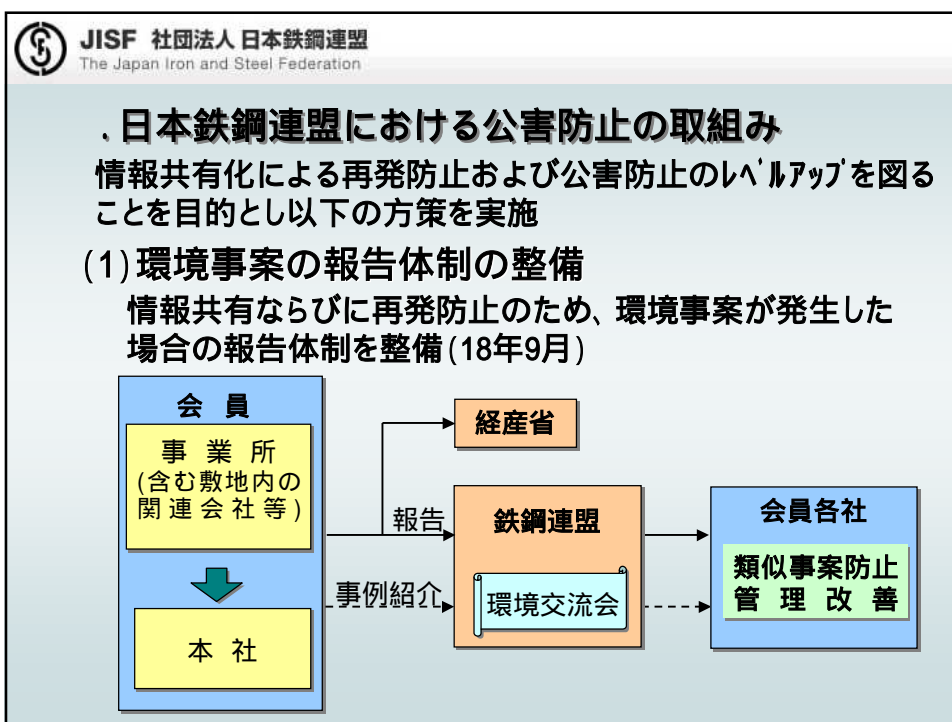 JISF 社団法人 日本鉄鋼連盟
The Japan Iron and Steel Federation
.日本鉄鋼連盟における公害防止の取組み
情報共有化による再発防止および公害防止のﾚﾍﾞﾙｱｯﾌﾟを図る
ことを目的とし以下の方策を実施
(1)環境事案の報告体制の整備
情報共有ならびに再発防止のため、環境事案が発生した
場合の報告体制を整備(18年9月)
会 員
事 業 所
(含む敷地内の
関連会社等)
本 社
報告
事例紹介
経産省
鉄鋼連盟
環境交流会
会員各社
類似事案防止
管 理 改 善